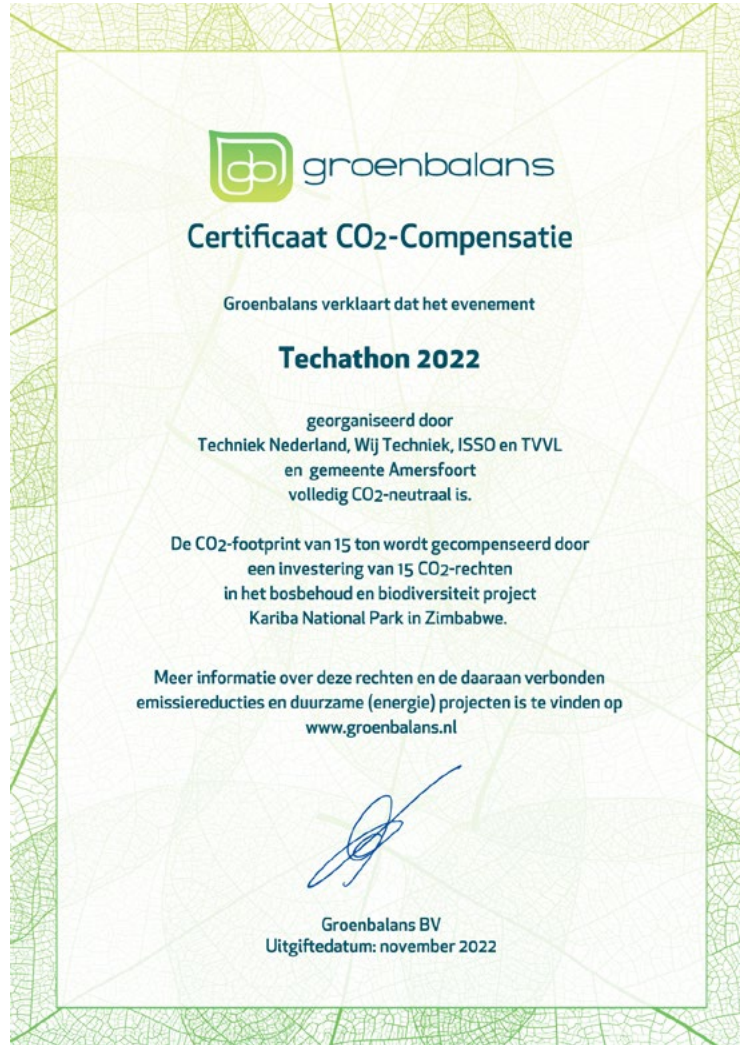 gb groenbalans
Certificaat CO2-Compensatie
Groenbalans verklaart dat het evenement
Techathon 2022
georganiseerd door
Techniek Nederland, Wij Techniek, ISSO en TVVL
en gemeente Amersfoort
volledig CO2-neutraal is.
De CO2-footprint van 15 ton wordt gecompenseerd door
een investering van 15 CO2-rechten
in het bosbehoud en biodiversiteit project
Kariba National Park in Zimbabwe.
Meer informatie over deze rechten en de daaraan verbonden
emissiereducties en duurzame (energie) projecten is te vinden op
www.groenbalans.nl
Groenbalans BV
Uitgiftedatum: november 2022